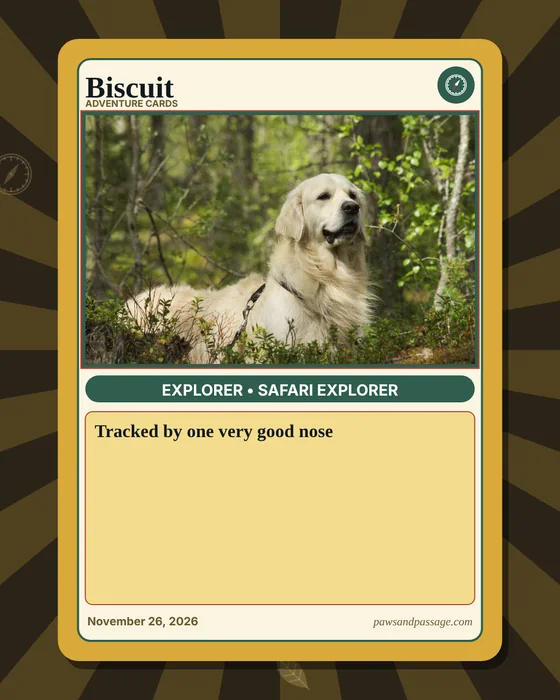 Biscuit
ADVENTURE CARDS
EXPLORER • SAFARI EXPLORER
Tracked by one very good nose
November 26, 2026
pawsandpassage.com